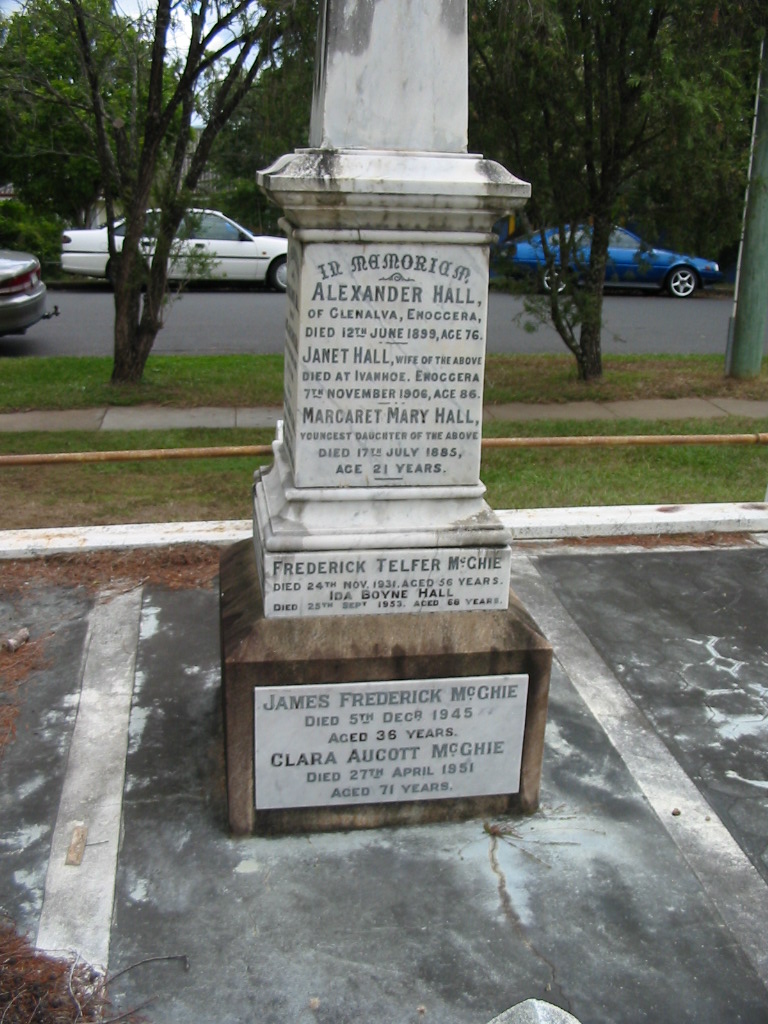 IN MEMORIAM
ALEXANDER HALL,
OF GLENALVA, ENOGGERA,
DIED 12TH JUNE 1899, AGE 76.
JANET HALL, WIFE OF THE ABOVE
DIED AT IVANHOE. ENOGGERA
7TH NOVEMBER 1906, AGE 86.
MARGARET MARY HALL,
YOUNGEST DAUGHTER OF THE ABOVE
DIED 17TH JULY 1885,
AGE 21 YEARS.
FREDERICK TELFER McGHIE
DIED 24TH NOV. 1931. AGED 56 YEARS.
IDA BOYNE HALL
DIED 25TH SEPT 1953. AGED 68 YEARS.
JAMES FREDERICK McGHIE
DIED 5TH DECR 1945
AGED 36 YEARS.
CLARA AUCOTT McGHIE
DIED 27TH APRIL 1951
AGED 71 YEARS.